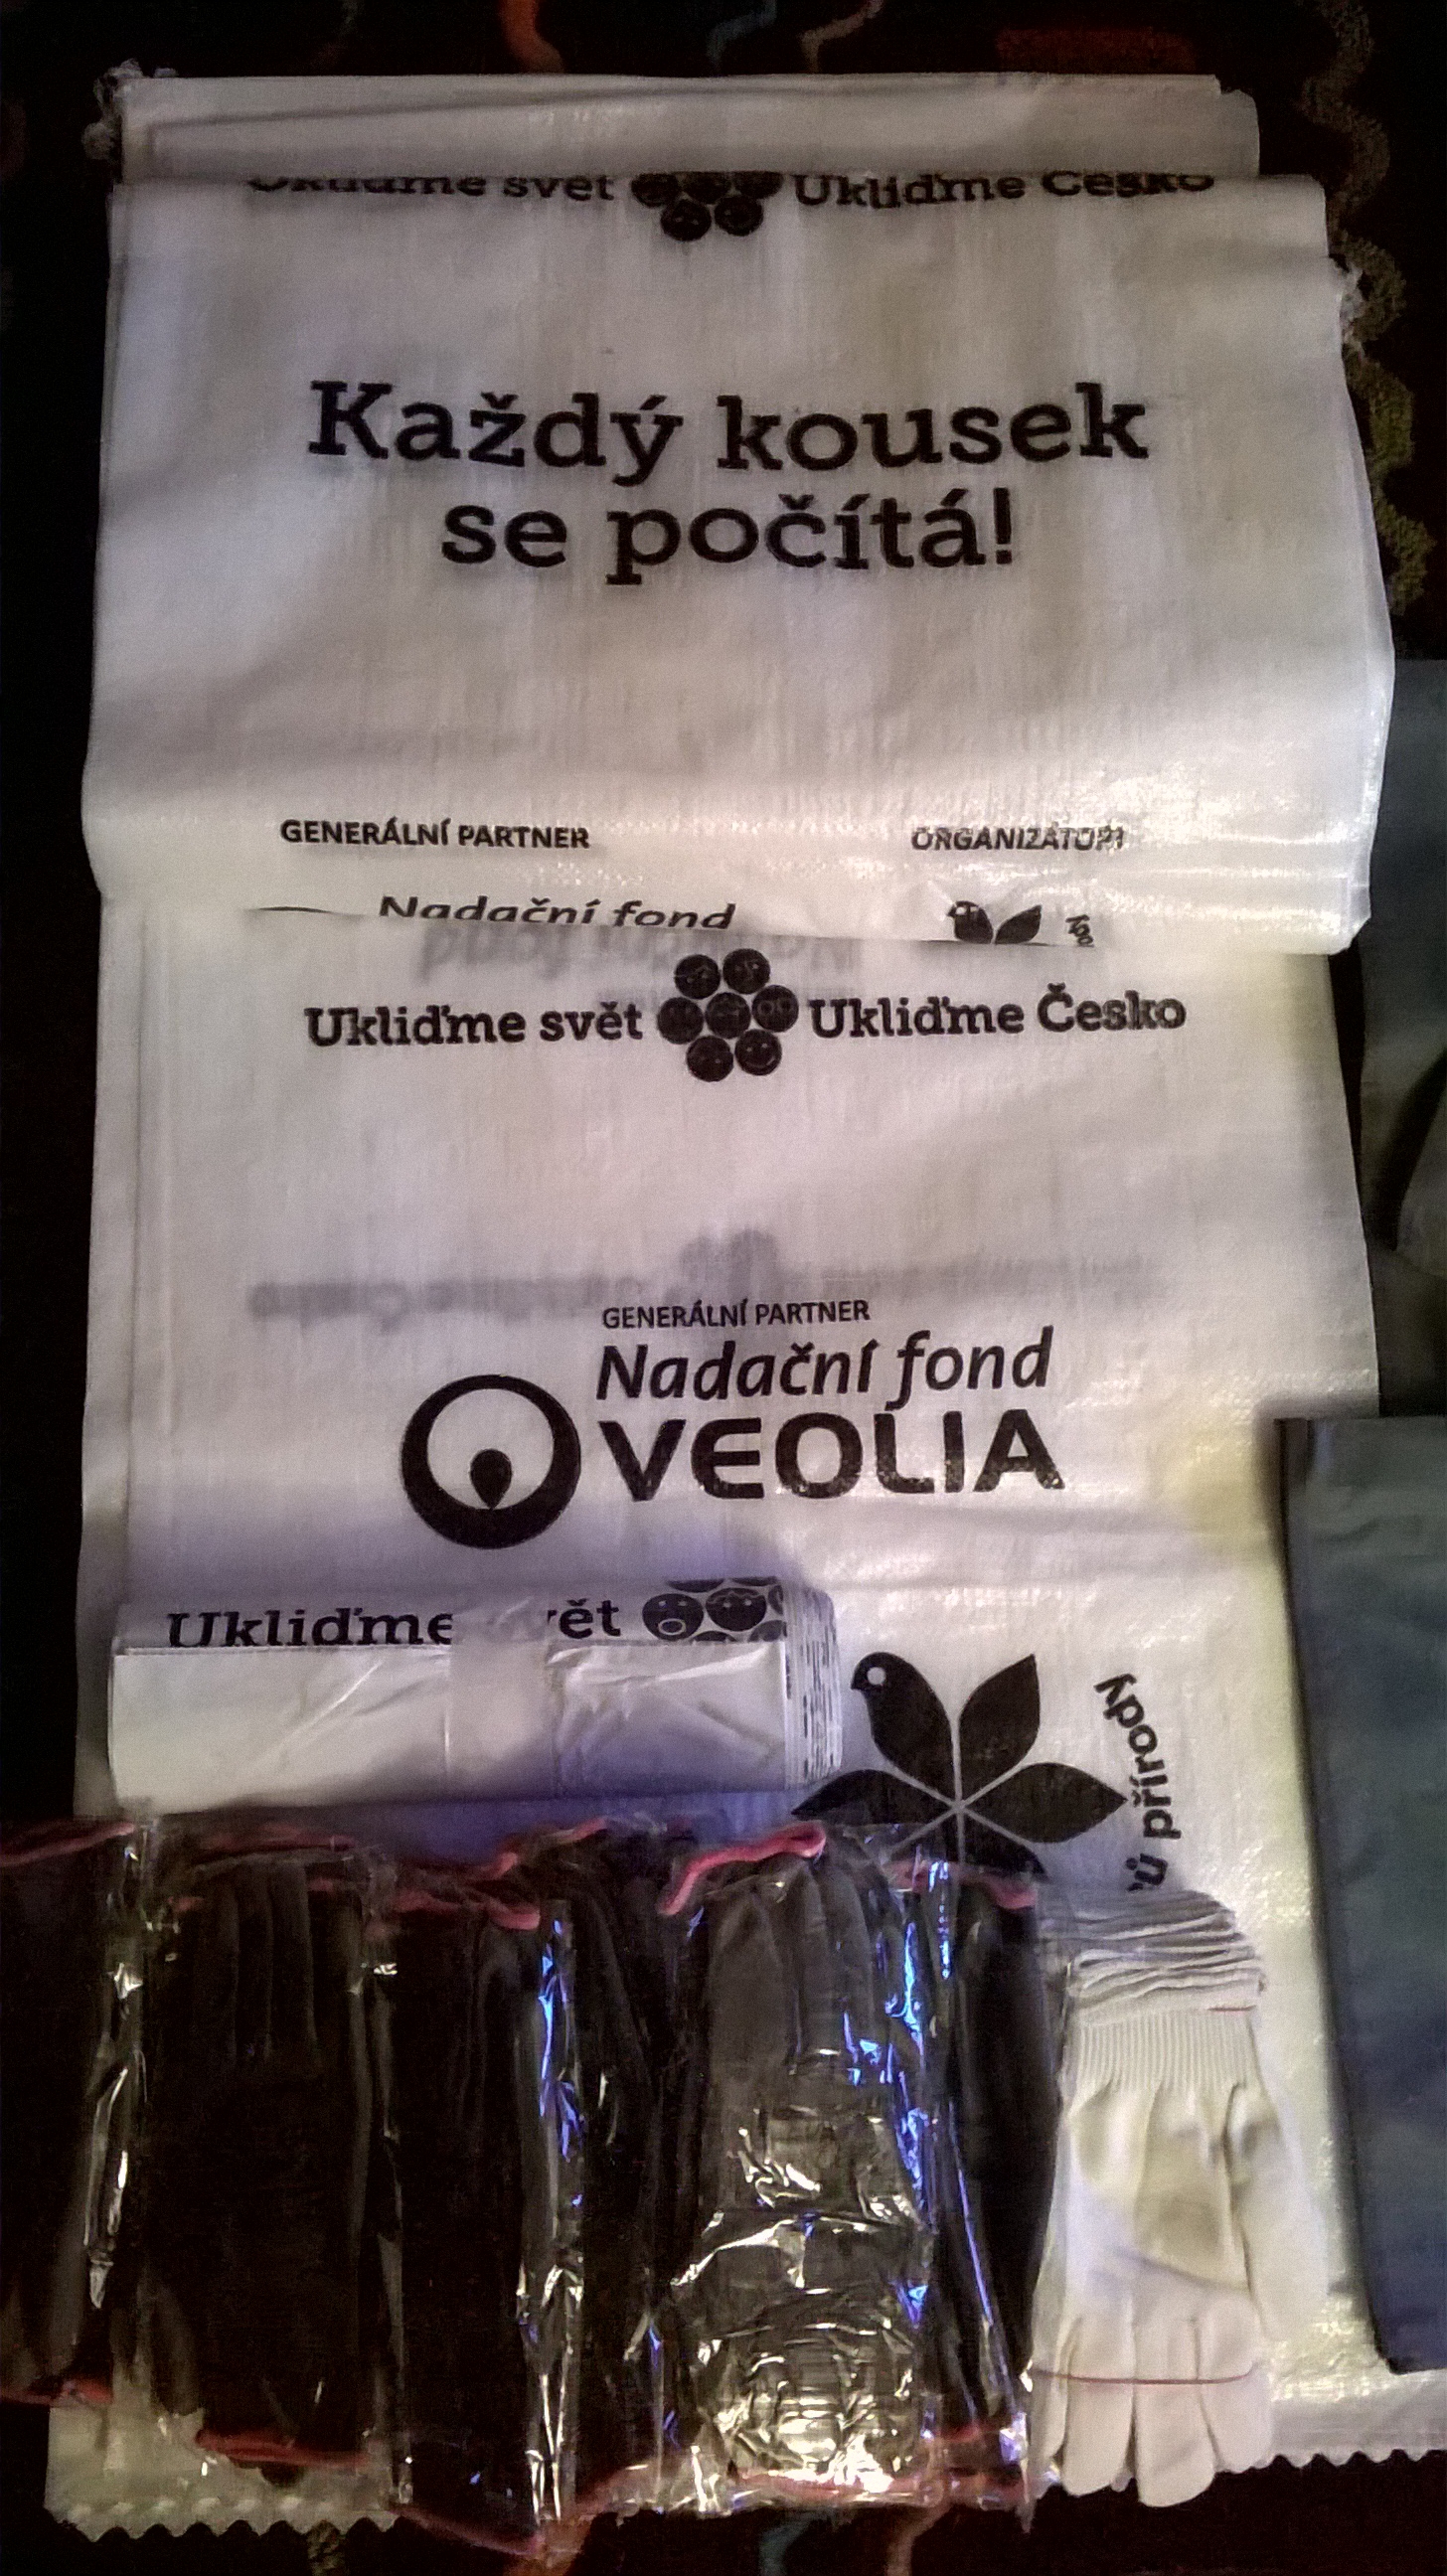 Ukliďme svět Ukliďme Česko
Každý kousek
se počítá!
GENERÁLNÍ PARTNER
ORGANIZÁTOŘI
Nadační fond
Ukliďme svět Ukliďme Česko
GENERÁLNÍ PARTNER
Nadační fond
VEOLIA
Ukliďme
přírody